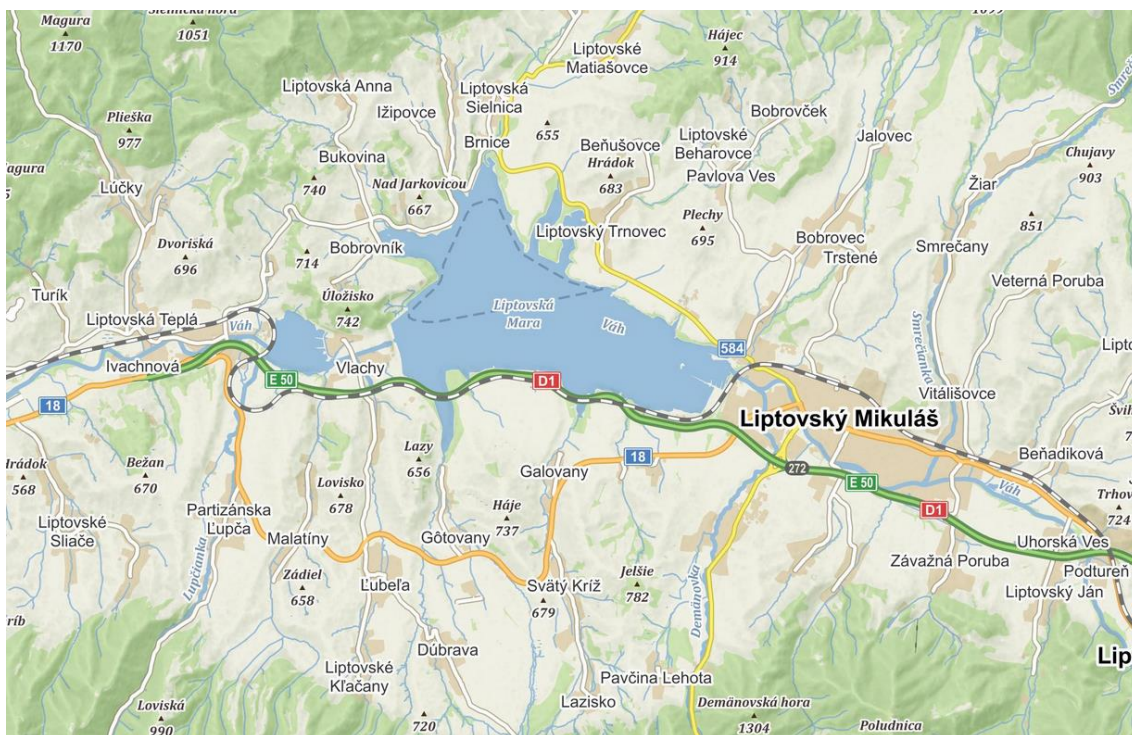 Magura
1170
Sielnická hora
1051
Hájec
914
1099
Smreč
Liptovské
Matiašovce
Plieška
977
Liptovská Anna
Liptovská
Sielnica
Ižipovce
655
Bobrovček
Liptovské
Beharovce
Jalovec
Chujavy
903
Brnice
Beňušovce
Hrádok
683
Pavlova Ves
Bukovina
740
Nad Jarkovicou
667
Lúčky
Žiar
851
Dvoriská
696
714
Bobrovník
Liptovský Trnovec
Plechy
695
Bobrovec
Trstené
Smrečany
Veterná Poruba
Turík
Úložisko
742
Liptovská
Mara
Váh
Smrečianka
Liptovská Teplá
Váh
Ivachnová
Vlachy
584
Vitálišovce
E 50
D1
18
Liptovský Mikuláš
Lazy
656
Galovany
18
272
E 50
Beňadiková
Váh
Hrádok
568
Bežan
670
Lovisko
678
Háje
737
D1
724
Partizánska
Ľupča
Liptovské
Sliače
Malatíny
Gôtovany
Uhorská Ves
Závažná Poruba
Podtureň
Ľupčianka
Zádiel
658
Ľubeľa
Svätý Kríž
679
Jelšie
782
Demänovka
Liptovský Ján
Dúbrava
Liptovské
Kľačany
Pavčina Lehota
Lip
Loviská
990
720
Lazisko
Demänovská hora
1304
Poludnica